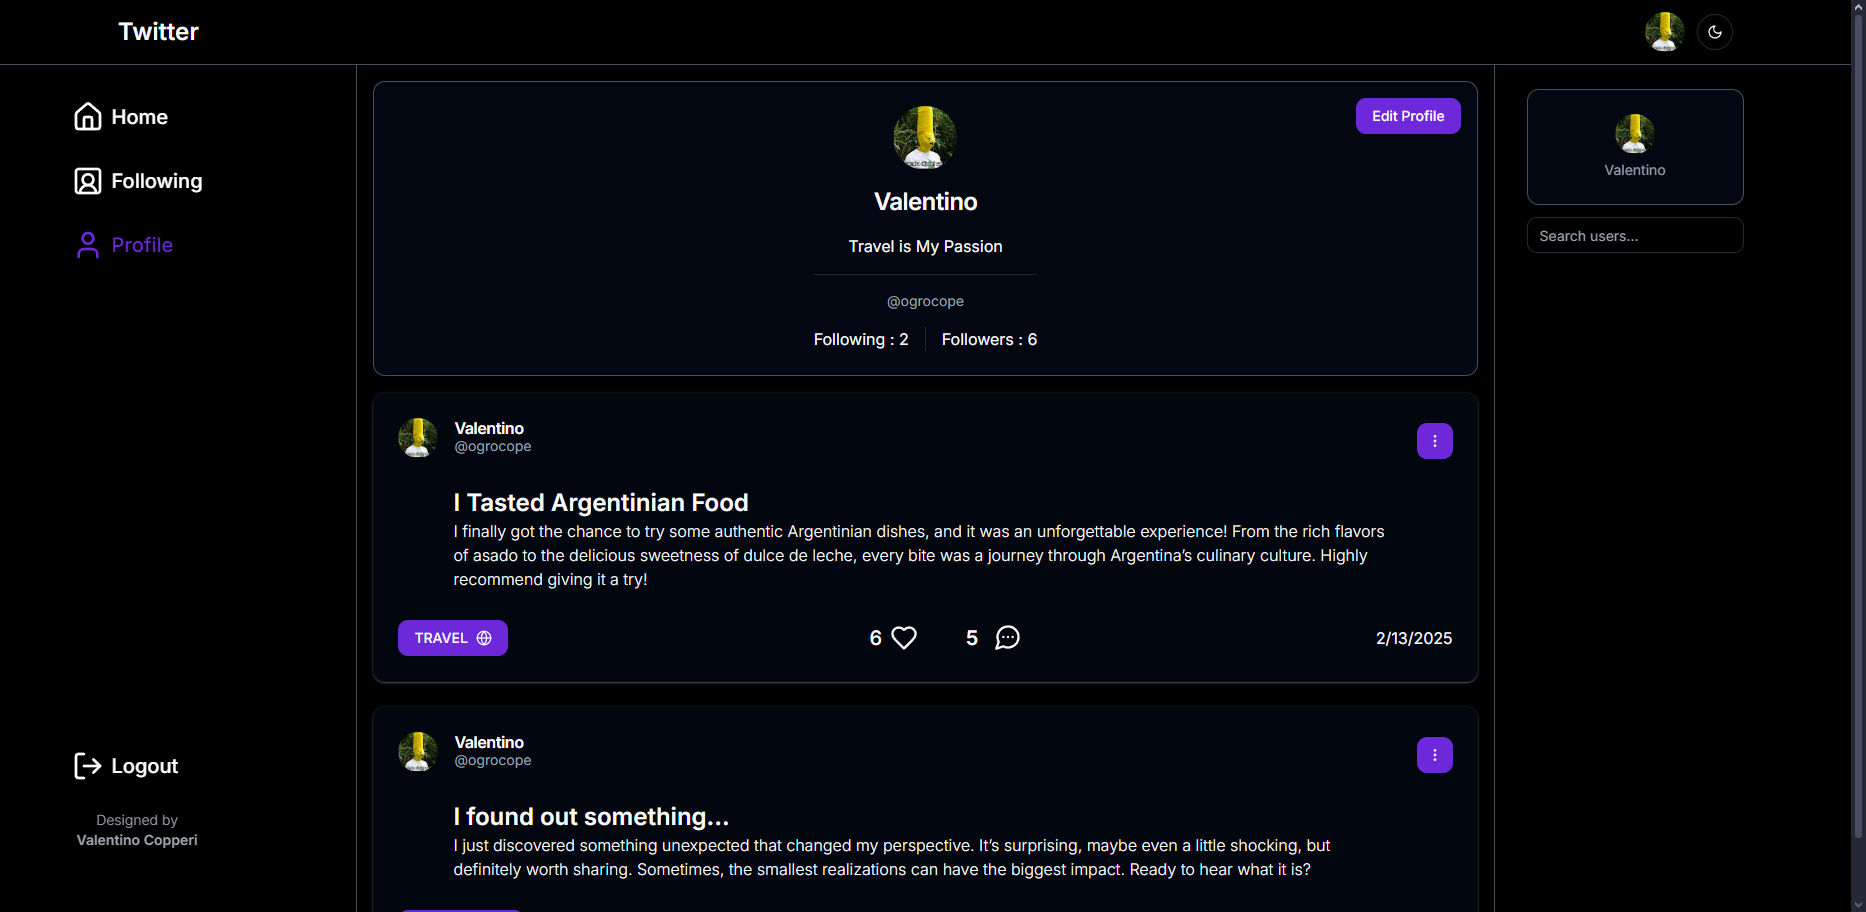 Twitter
Home
Following
Profile
Logout
Designed by
Valentino Copperi
Edit Profile
Valentino
Travel is My Passion
@ogrocope
Following : 2
Followers : 6
Valentino
@ogrocope
I Tasted Argentinian Food
I finally got the chance to try some authentic Argentinian dishes, and it was an unforgettable experience! From the rich flavors
of asado to the delicious sweetness of dulce de leche, every bite was a journey through Argentina’s culinary culture. Highly
recommend giving it a try!
TRAVEL
6
5
2/13/2025
Valentino
@ogrocope
I found out something...
I just discovered something unexpected that changed my perspective. It’s surprising, maybe even a little shocking, but
definitely worth sharing. Sometimes, the smallest realizations can have the biggest impact. Ready to hear what it is?
Valentino
Search users...